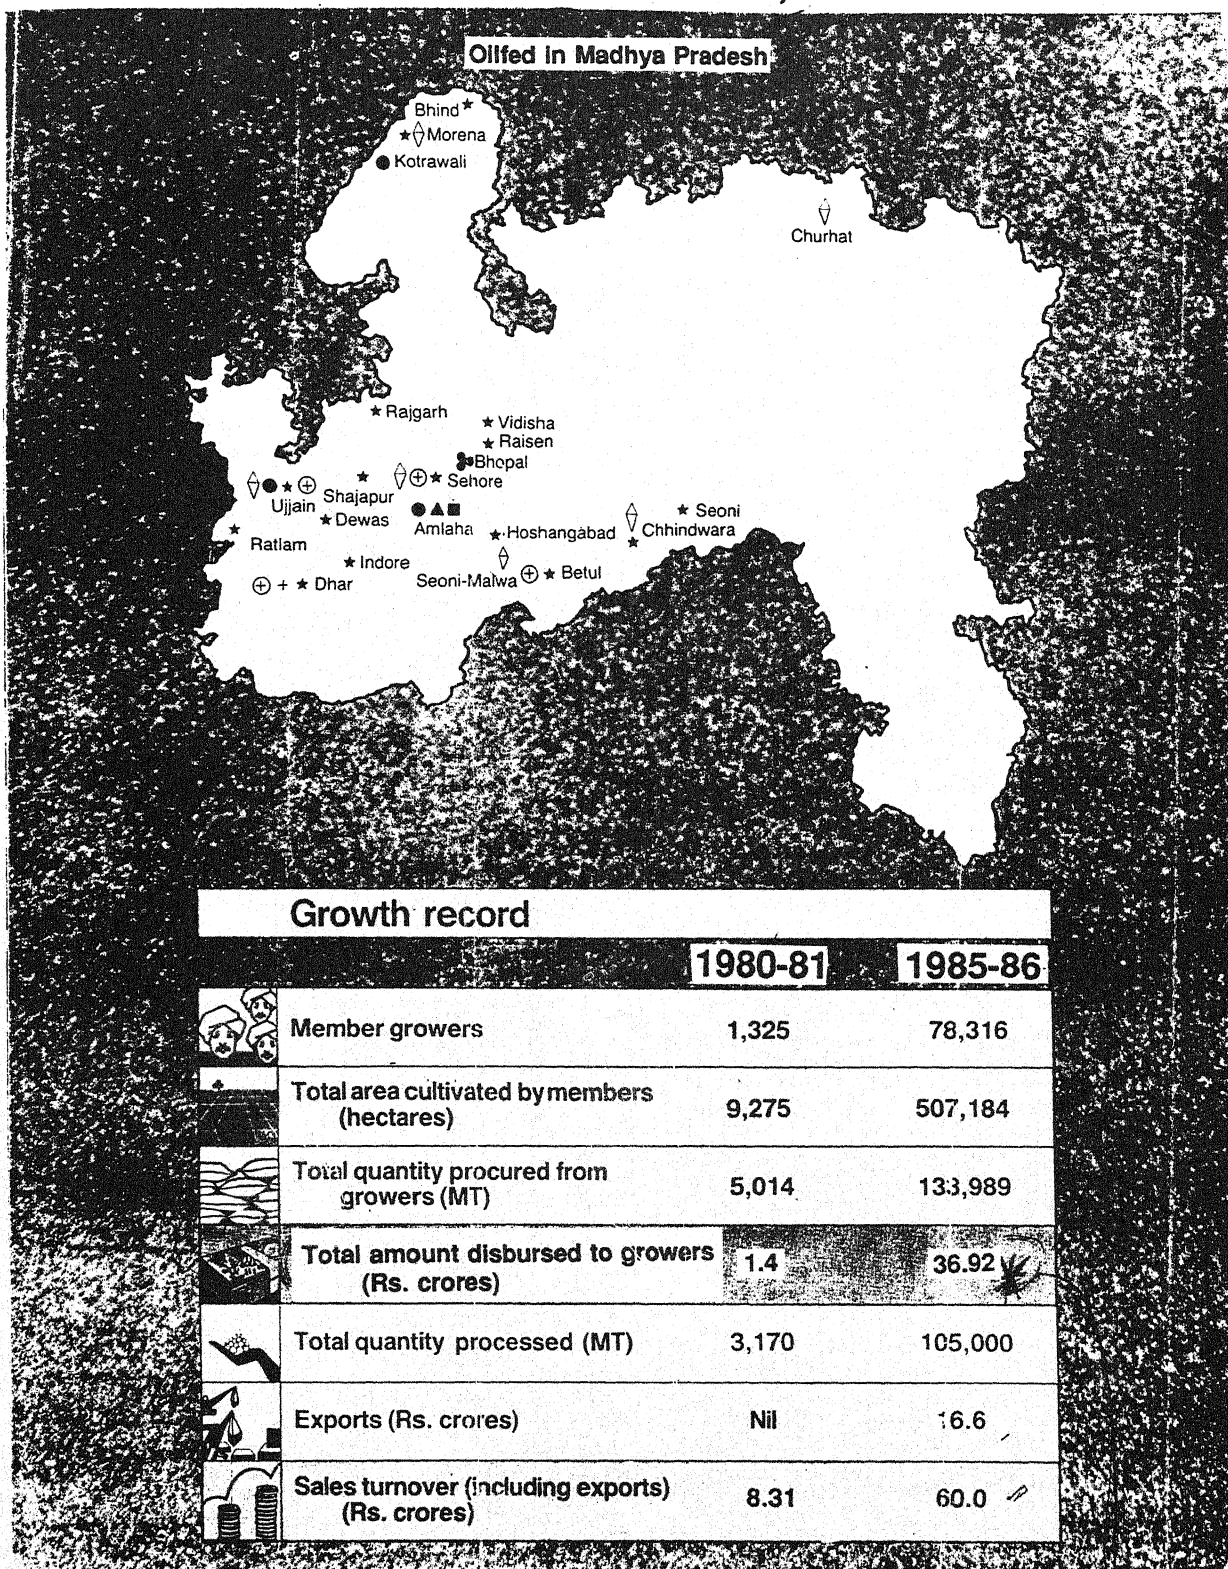 Oilfed in Madhya Pradesh
Bhind
Morena
Kotrawali
Churhat
Rajgarh
Vidisha
Raisen
Bhopal
Sehore
Ujjain
Shajapur
Dewas
Amlaha
Seoni
Chhindwara
Hoshangabad
Ratlam
Indore
Seoni-Malwa
Betul
+ Dhar
Growth record
1980-81 1985-86
Member growers 1,325 78,316
Total area cultivated by members
(hectares) 9,275 507,184
Total quantity procured from
growers (MT) 5,014 133,989
Total amount disbursed to growers
(Rs. crores) 1.4 36.92
Total quantity processed (MT) 3,170 105,000
Exports (Rs. crores) Nil 16.6
Sales turnover (including exports)
(Rs. crores) 8.31 60.0